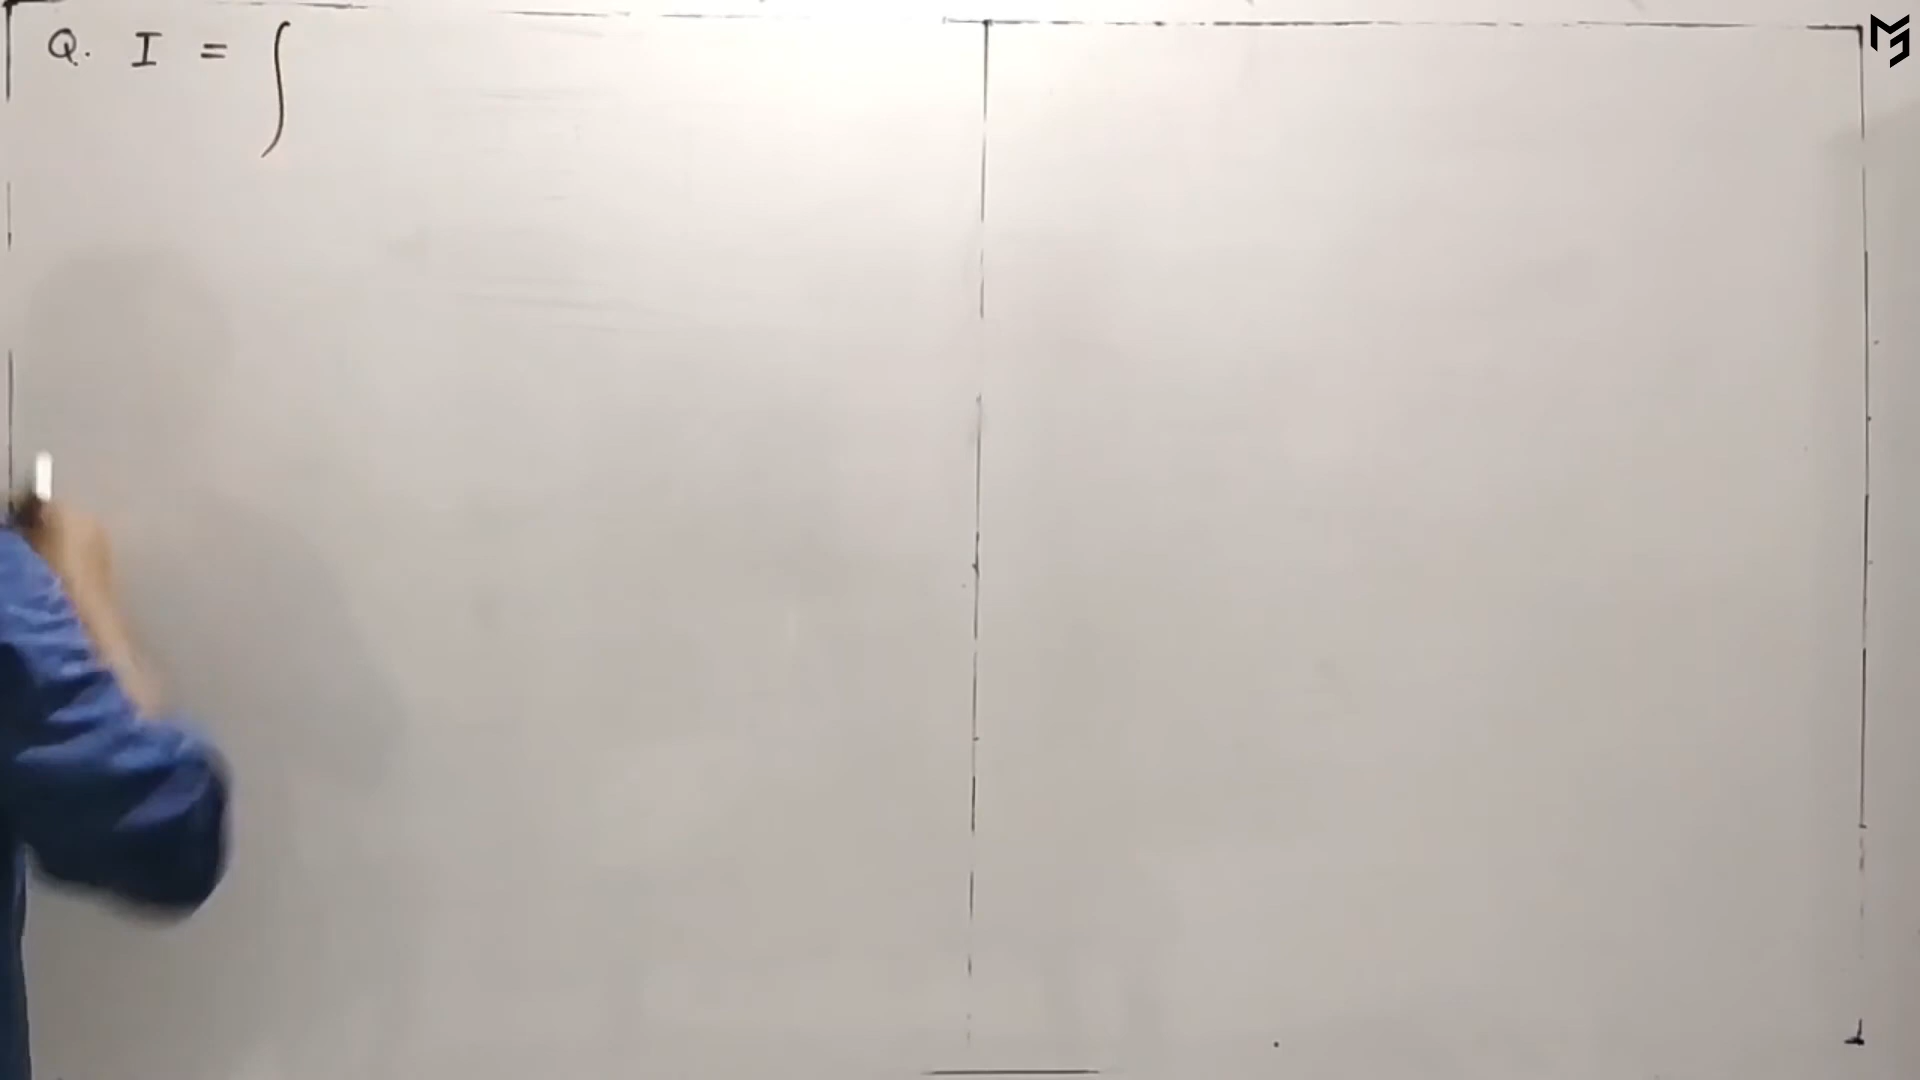 Q. I = ∫